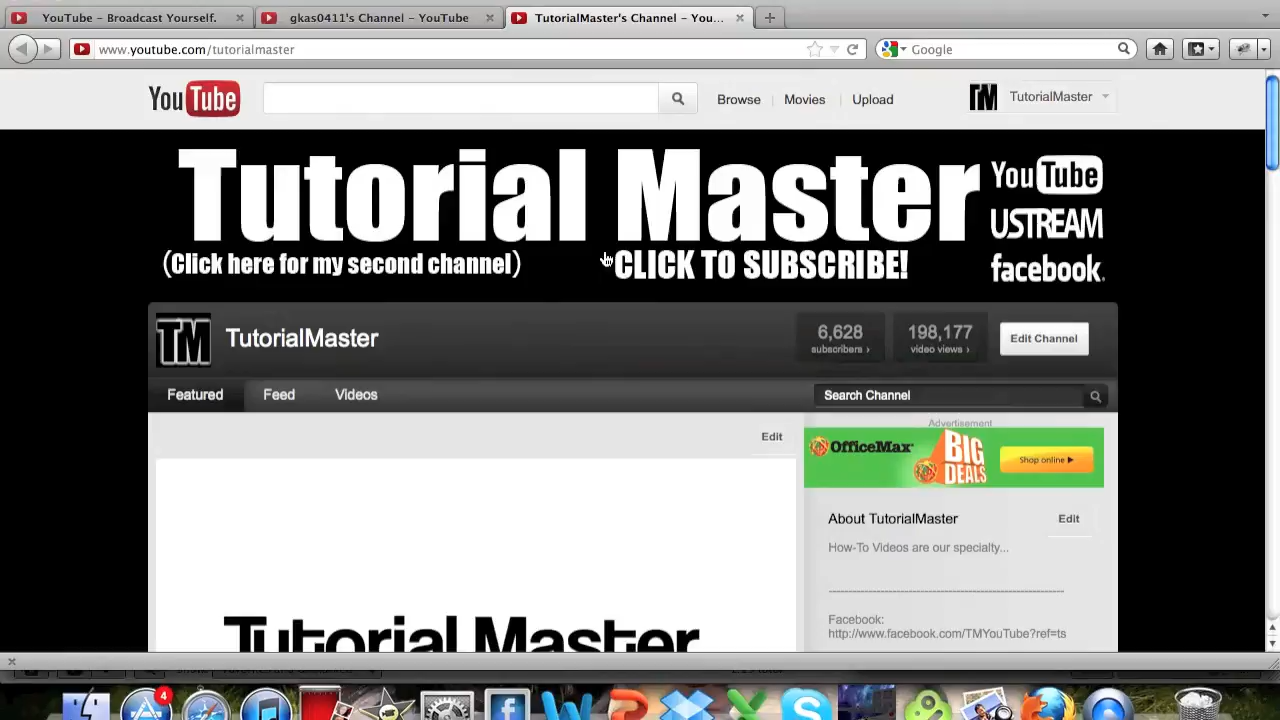 YouTube - Broadcast Yourself.
gkas0411's Channel - YouTube
TutorialMaster's Channel - You...
www.youtube.com/tutorialmaster
Google
YouTube
Browse
Movies
Upload
TM
TutorialMaster
Tutorial Master
(Click here for my second channel)
CLICK TO SUBSCRIBE!
YouTube
USTREAM
facebook.
TM
TutorialMaster
6,628
subscribers ›
198,177
video views ›
Edit Channel
Featured
Feed
Videos
Search Channel
Edit
Advertisement
OfficeMax
BIG
DEALS
Shop online
About TutorialMaster
Edit
How-To Videos are our specialty...
Facebook:
http://www.facebook.com/TMYouTube?ref=ts
Tutorial Master
4